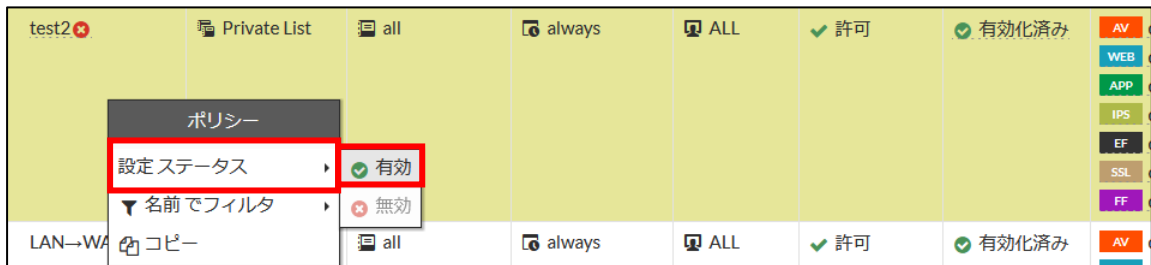 test2 Private List all always ALL 許可 有効化済み AV
WEB
APP
ポリシー IPS
EF
設定ステータス 有効 SSL
名前でフィルタ 無効 FF
LAN→WA all always ALL 許可 有効化済み AV
コピー